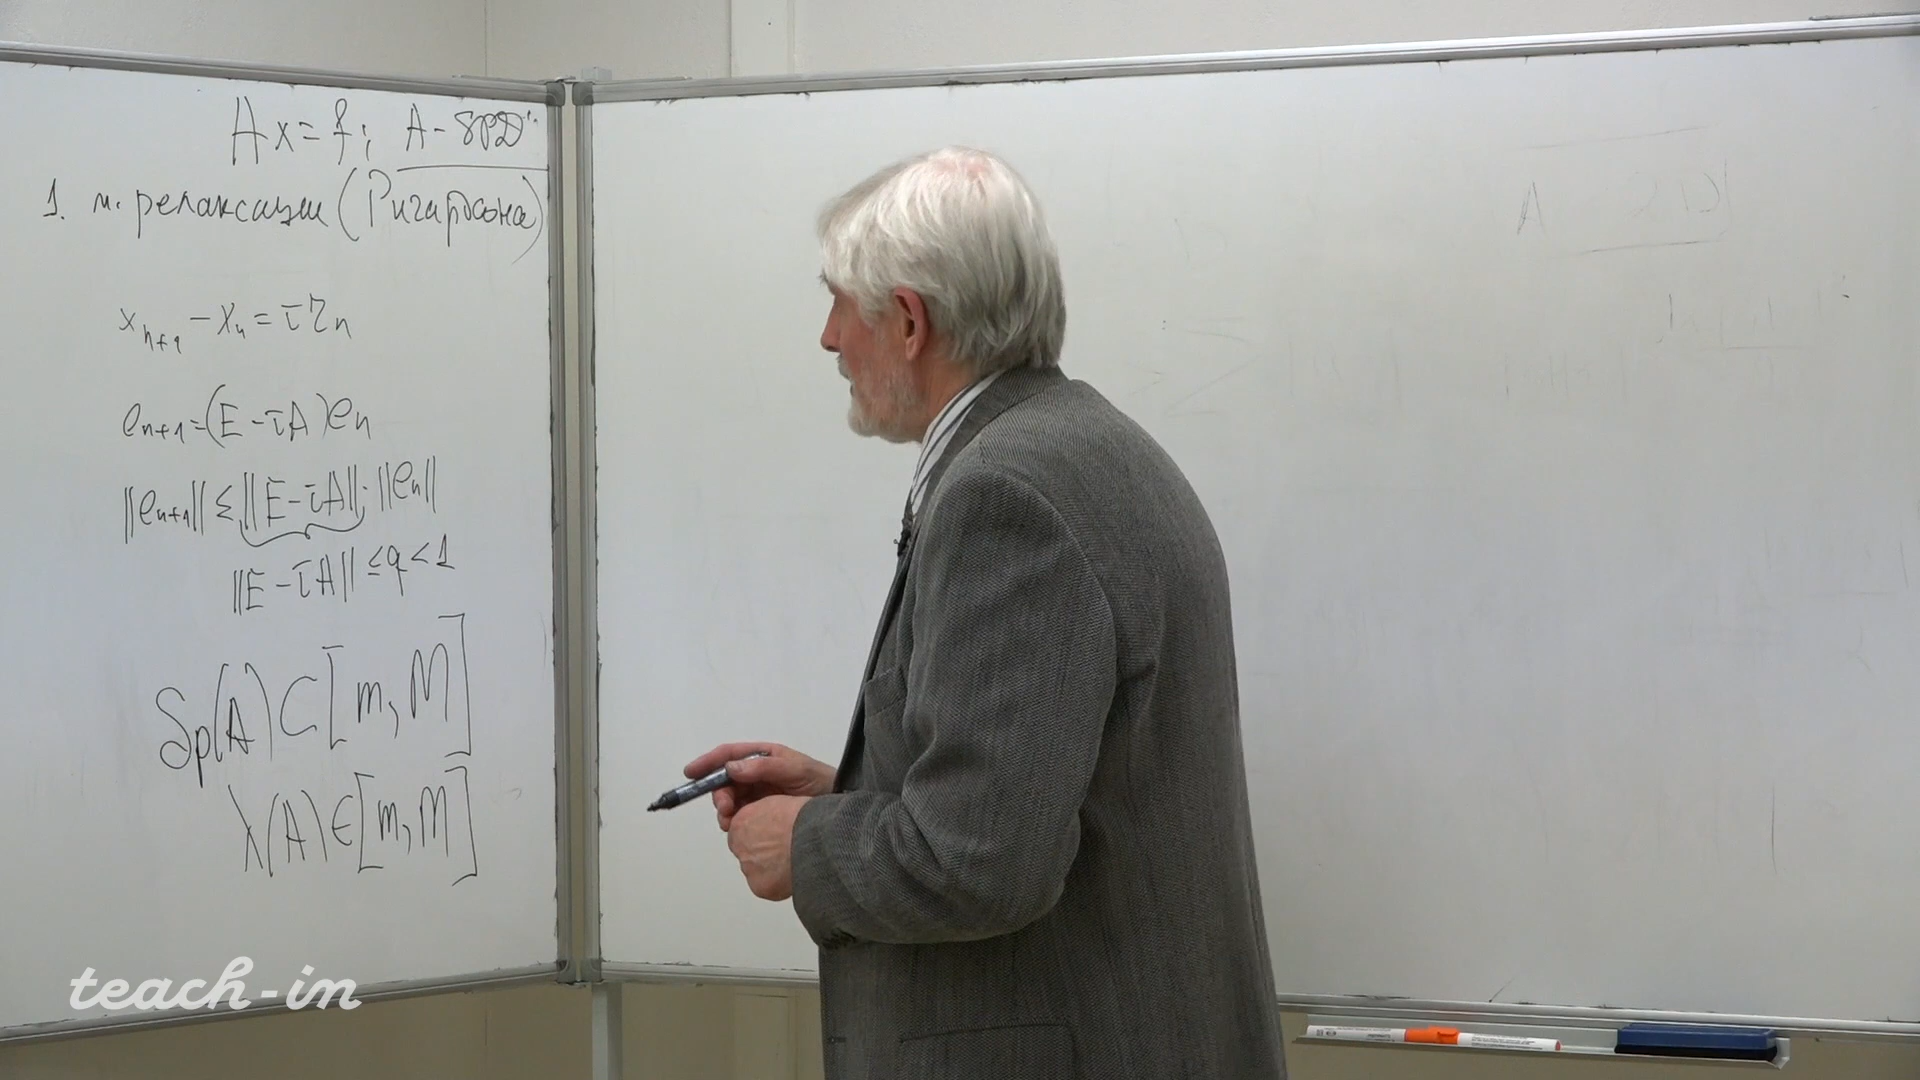 Ax = f; A - SPD
1. м. релаксации (Ричардсона)
x_{n+1} - x_n = τ r_n
e_{n+1} = (E - τA) e_n
||e_{n+1}|| ≤ ||E - τA|| · ||e_n||
||E - τA|| ≤ q < 1
Sp(A) ⊂ [m, M]
λ(A) ∈ [m, M]
teach-in